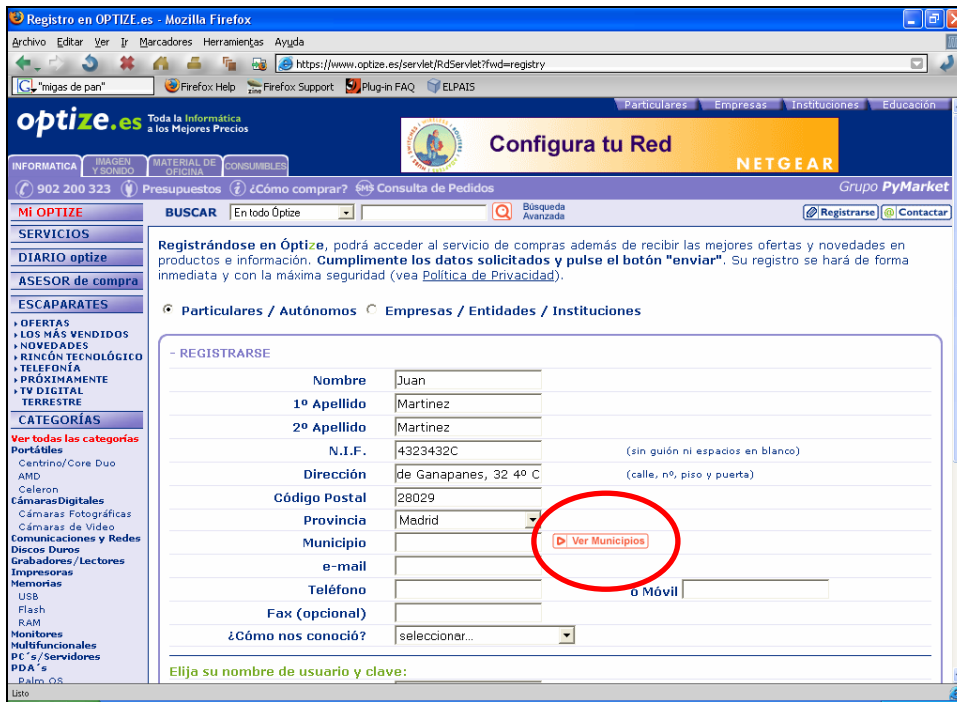 Registro en OPTIZE.es - Mozilla Firefox
Archivo Editar Ver Ir Marcadores Herramientas Ayuda
https://www.optize.es/servlet/RdServlet?fwd=registry
G "migas de pan" Firefox Help Firefox Support Plug-in FAQ ELPAIS
Particulares Empresas Instituciones Educación
optize.es Toda la Informática
a los Mejores Precios
SWITCHES WIRELESS ROUTERS
Configura tu Red
NETGEAR
INFORMATICA IMAGEN Y SONIDO MATERIAL DE OFICINA CONSUMIBLES
902 200 323 Presupuestos ¿Cómo comprar? SMS Consulta de Pedidos Grupo PyMarket
Mi OPTIZE BUSCAR En todo Óptize Búsqueda Avanzada Registrarse @ Contactar
SERVICIOS
DIARIO optize
ASESOR de compra
ESCAPARATES
OFERTAS
LOS MÁS VENDIDOS
NOVEDADES
RINCÓN TECNOLÓGICO
TELEFONÍA
PRÓXIMAMENTE
TV DIGITAL
TERRESTRE
CATEGORÍAS
Ver todas las categorías
Portátiles
Centrino/Core Duo
AMD
Celeron
CámarasDigitales
Cámaras Fotográficas
Cámaras de Video
Comunicaciones y Redes
Discos Duros
Grabadores/Lectores
Impresoras
Memorias
USB
Flash
RAM
Monitores
Multifuncionales
PC´s/Servidores
PDA´s
Palm OS
Registrándose en Óptize, podrá acceder al servicio de compras además de recibir las mejores ofertas y novedades en
productos e información. Cumplimente los datos solicitados y pulse el botón "enviar". Su registro se hará de forma
inmediata y con la máxima seguridad (vea Política de Privacidad).
Particulares / Autónomos Empresas / Entidades / Instituciones
- REGISTRARSE
Nombre Juan
1º Apellido Martinez
2º Apellido Martinez
N.I.F. 4323432C (sin guión ni espacios en blanco)
Dirección de Ganapanes, 32 4º C (calle, nº, piso y puerta)
Código Postal 28029
Provincia Madrid
Municipio Ver Municipios
e-mail
Teléfono o Móvil
Fax (opcional)
¿Cómo nos conoció? seleccionar...
Elija su nombre de usuario y clave:
Listo